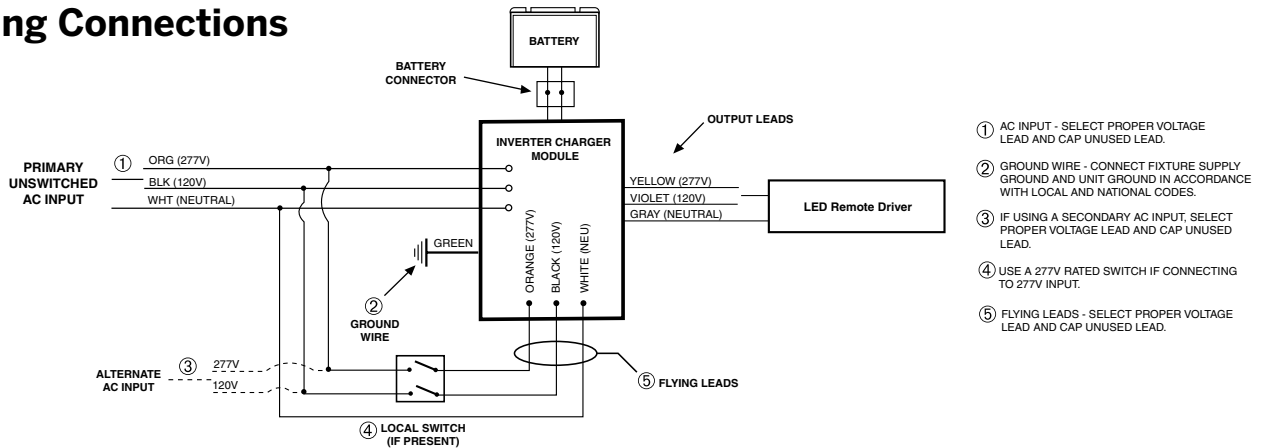 ng Connections
BATTERY
BATTERY
CONNECTOR
OUTPUT LEADS
INVERTER CHARGER
MODULE
PRIMARY
UNSWITCHED
AC INPUT
① ORG (277V)
BLK (120V)
WHT (NEUTRAL)
YELLOW (277V)
VIOLET (120V)
GRAY (NEUTRAL)
LED Remote Driver
GREEN
②
GROUND
WIRE
ORANGE (277V)
BLACK (120V)
WHITE (NEU)
ALTERNATE
AC INPUT
③ 277V
120V
④ LOCAL SWITCH
(IF PRESENT)
⑤ FLYING LEADS
① AC INPUT - SELECT PROPER VOLTAGE
LEAD AND CAP UNUSED LEAD.
② GROUND WIRE - CONNECT FIXTURE SUPPLY
GROUND AND UNIT GROUND IN ACCORDANCE
WITH LOCAL AND NATIONAL CODES.
③ IF USING A SECONDARY AC INPUT, SELECT
PROPER VOLTAGE LEAD AND CAP UNUSED
LEAD.
④ USE A 277V RATED SWITCH IF CONNECTING
TO 277V INPUT.
⑤ FLYING LEADS - SELECT PROPER VOLTAGE
LEAD AND CAP UNUSED LEAD.